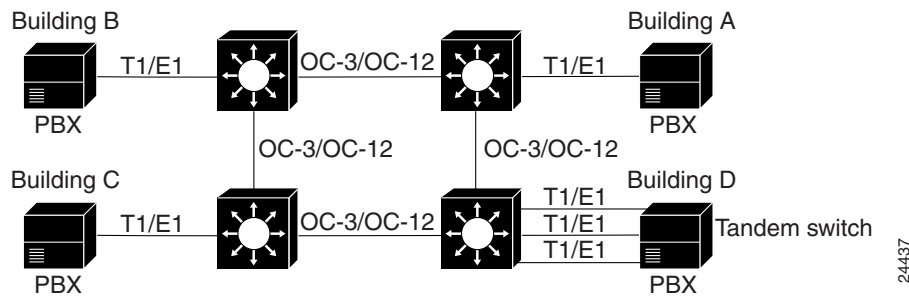 Building B
Building A
T1/E1
OC-3/OC-12
T1/E1
PBX
PBX
OC-3/OC-12
OC-3/OC-12
Building C
Building D
T1/E1
T1/E1
OC-3/OC-12
T1/E1
Tandem switch
T1/E1
PBX
PBX
24437